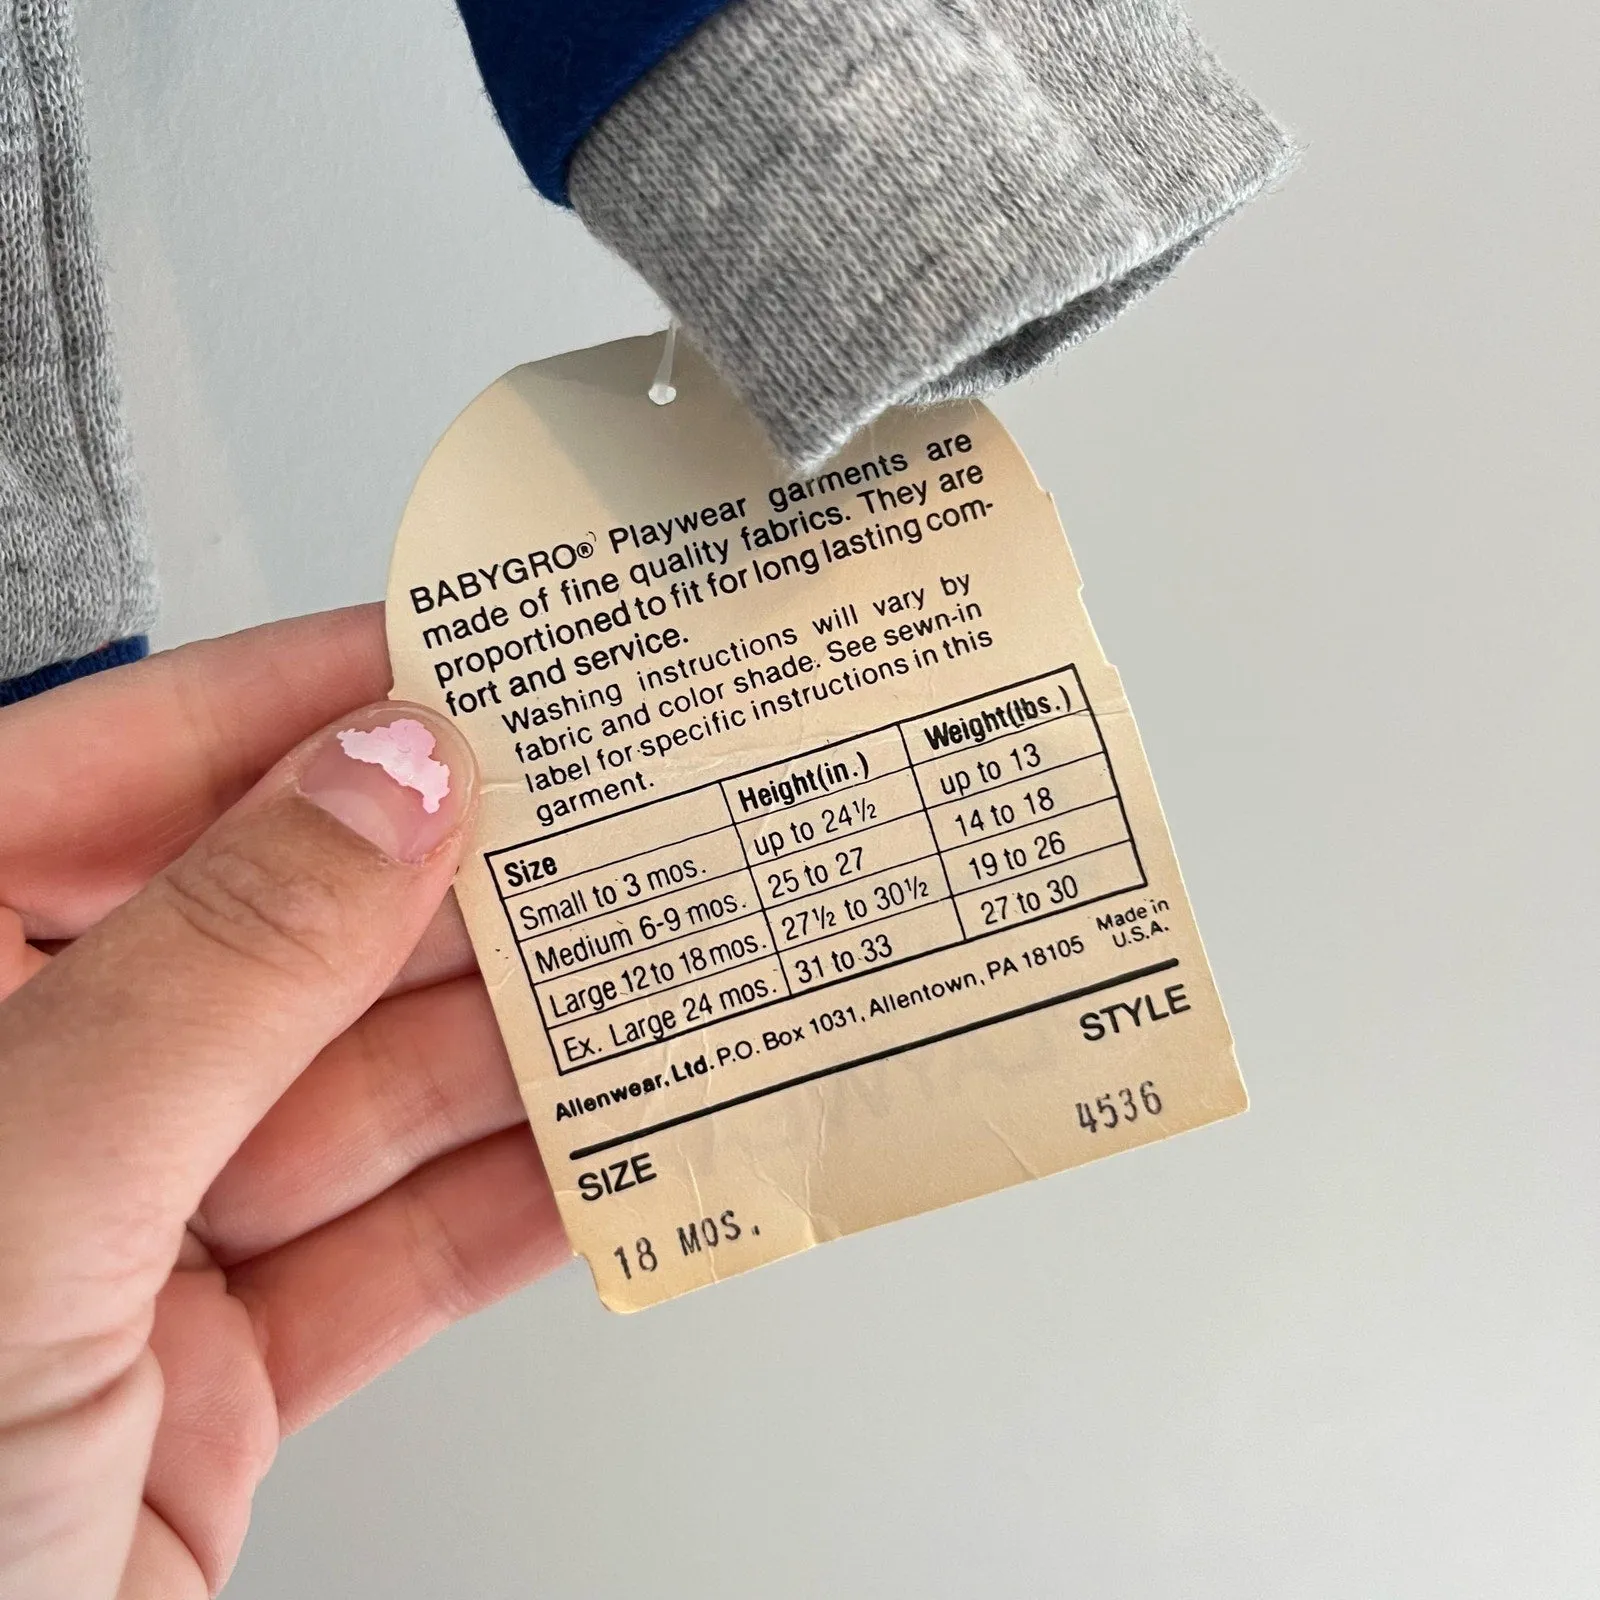 BABYGRO® Playwear garments are
made of fine quality fabrics. They are
proportioned to fit for long lasting com-
fort and service.
Washing instructions will vary by
fabric and color shade. See sewn-in
label for specific instructions in this
garment.
Size Height(in.) Weight(lbs.)
Small to 3 mos. up to 24½ up to 13
Medium 6-9 mos. 25 to 27 14 to 18
Large 12 to 18 mos. 27½ to 30½ 19 to 26
Ex. Large 24 mos. 31 to 33 27 to 30
Allenwear, Ltd. P.O. Box 1031, Allentown, PA 18105
Made in
U.S.A.
SIZE STYLE
18 MOS. 4536